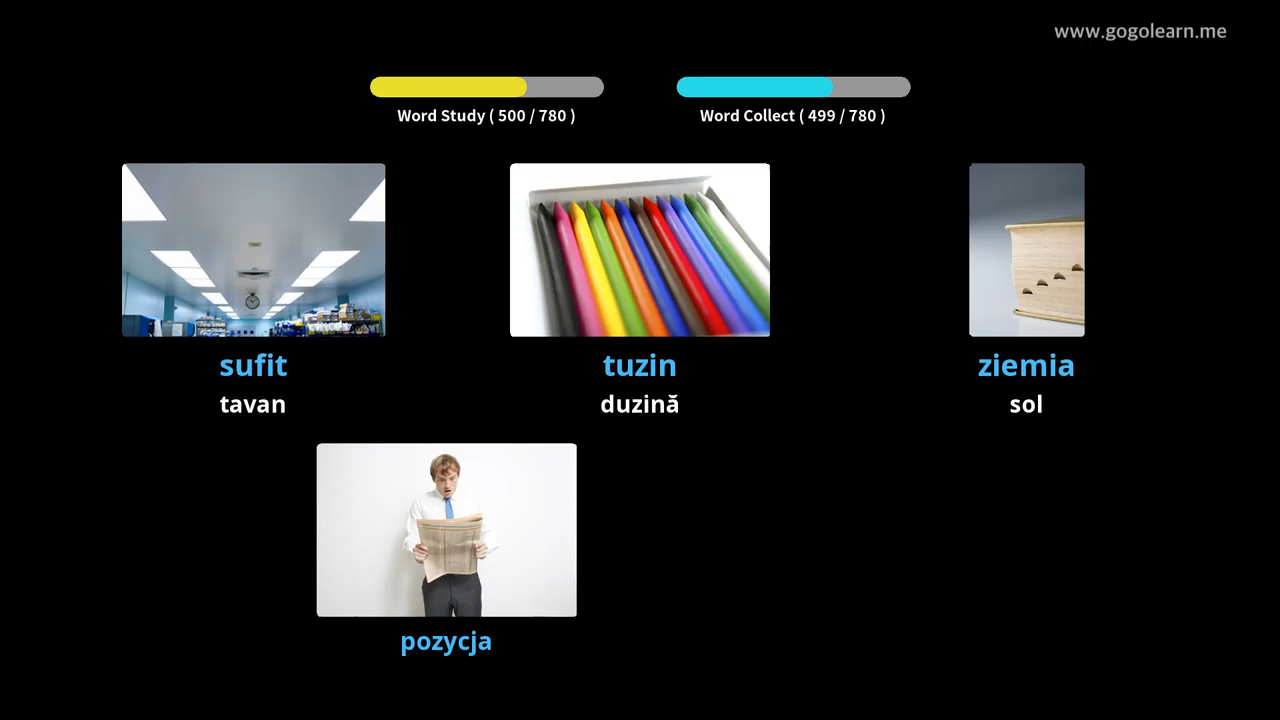 www.gogolearn.me
Word Study ( 500 / 780 )
Word Collect ( 499 / 780 )
sufit
tuzin
ziemia
tavan
duzină
sol
pozycja